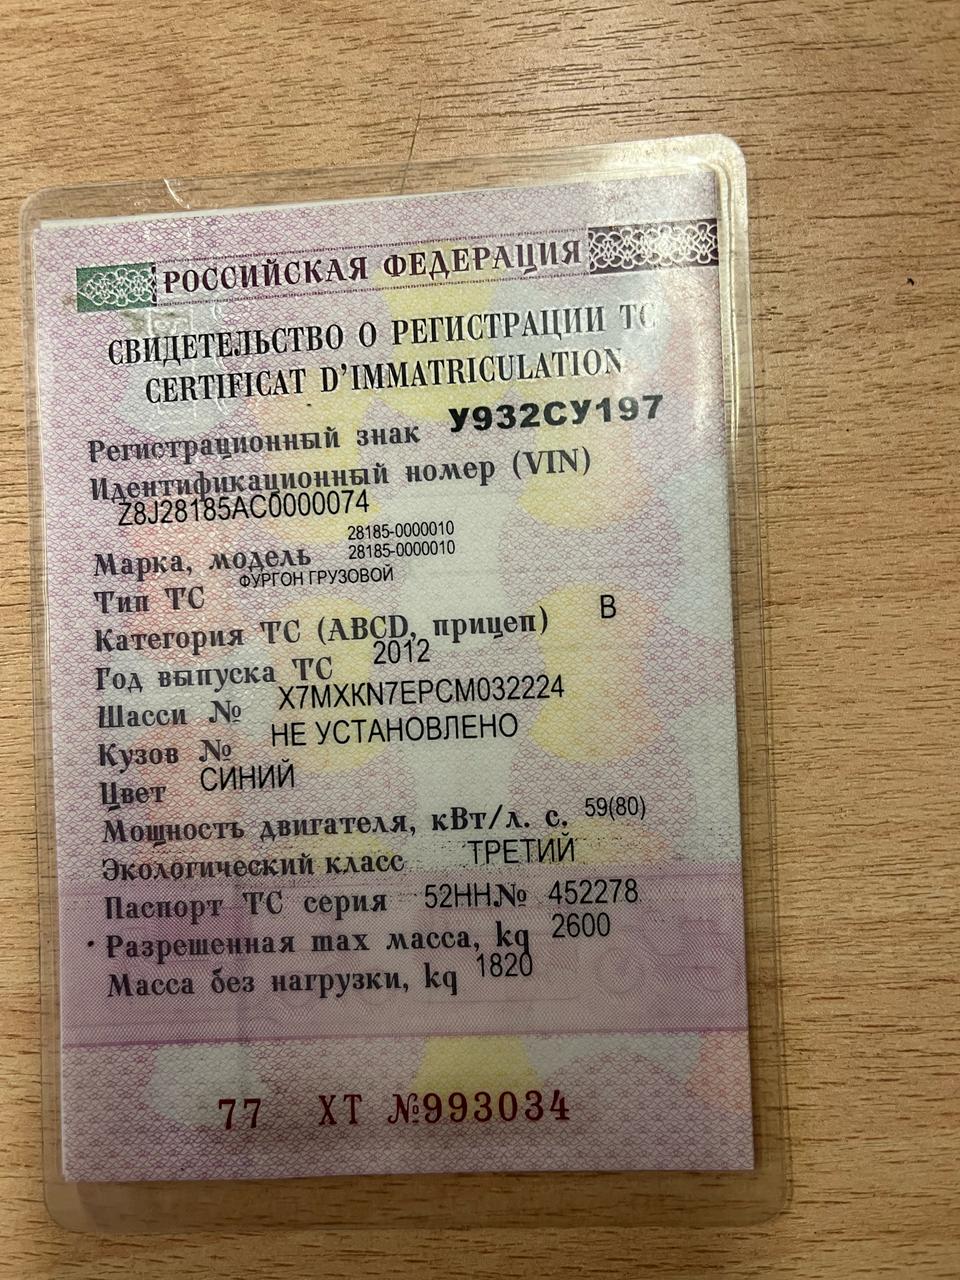 РОССИЙСКАЯ ФЕДЕРАЦИЯ
СВИДЕТЕЛЬСТВО О РЕГИСТРАЦИИ ТС
CERTIFICAT D'IMMATRICULATION
Регистрационный знак У932СУ197
Идентификационный номер (VIN)
Z8J28185AC0000074
28185-0000010
Марка, модель 28185-0000010
Тип ТС ФУРГОН ГРУЗОВОЙ
Категория ТС (ABCD, прицеп) B
Год выпуска ТС 2012
Шасси № X7MXKN7EPCM032224
Кузов № НЕ УСТАНОВЛЕНО
Цвет СИНИЙ
Мощность двигателя, кВт/л. с. 59(80)
Экологический класс ТРЕТИЙ
Паспорт ТС серия 52НН№ 452278
Разрешенная max масса, kg 2600
Масса без нагрузки, kg 1820
77 ХТ №993034